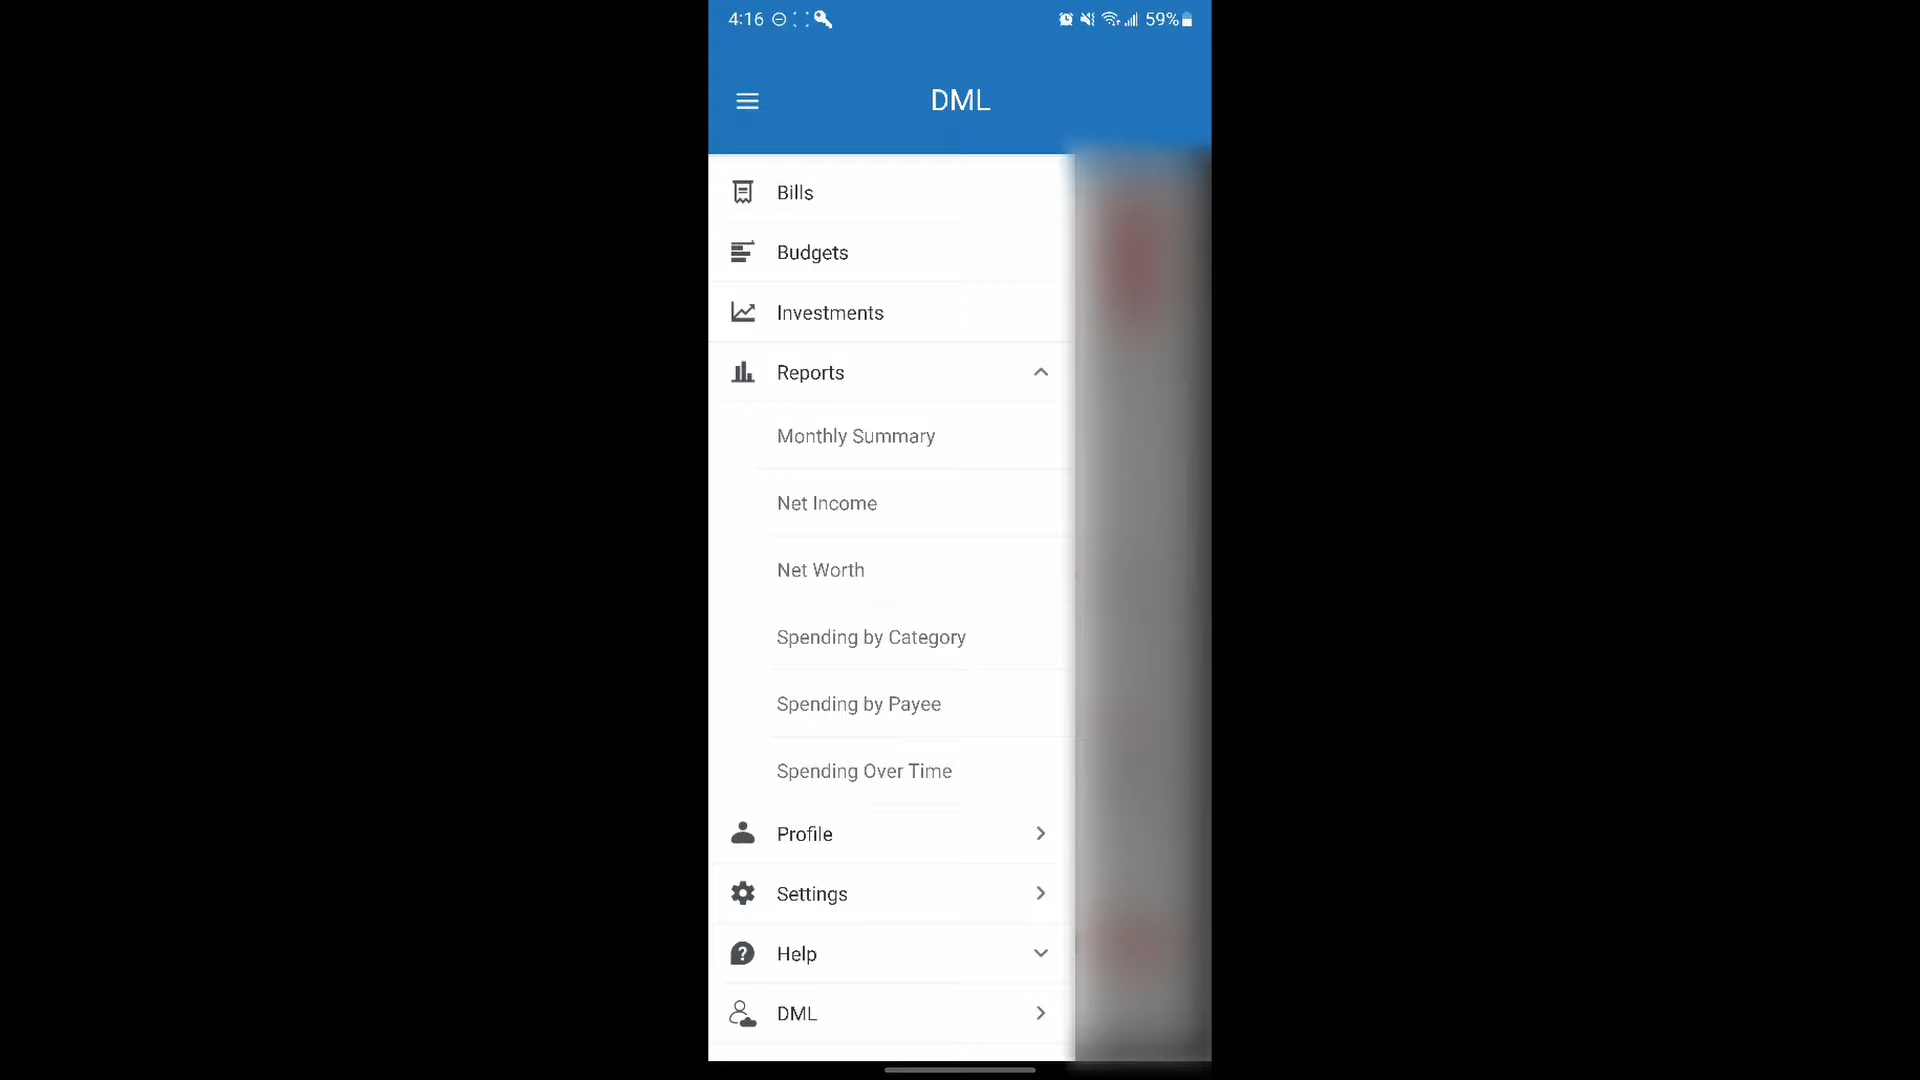 4:16 59%
DML
Bills
Budgets
Investments
Reports
Monthly Summary
Net Income
Net Worth
Spending by Category
Spending by Payee
Spending Over Time
Profile
Settings
Help
DML